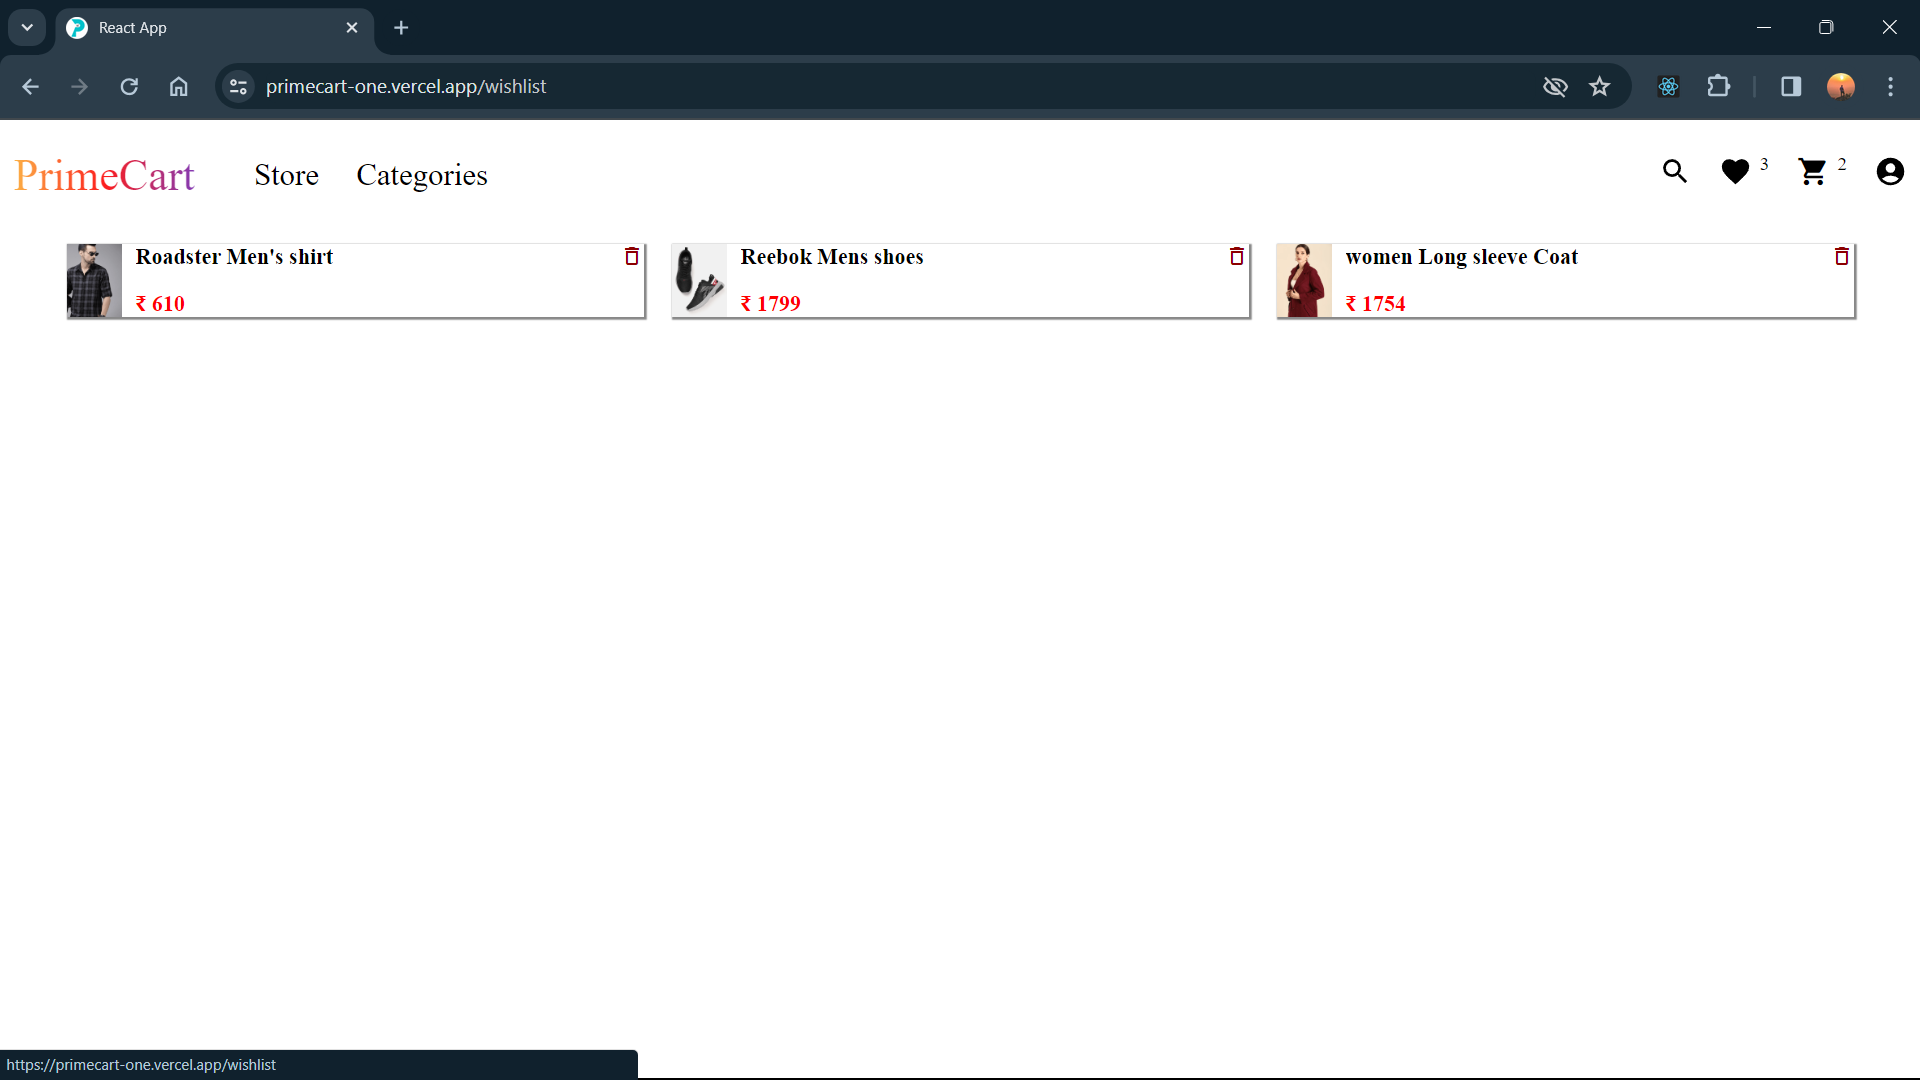 React App
primecart-one.vercel.app/wishlist
PrimeCart
Store
Categories
3
2
Roadster Men's shirt
₹ 610
Reebok Mens shoes
₹ 1799
women Long sleeve Coat
₹ 1754
https://primecart-one.vercel.app/wishlist